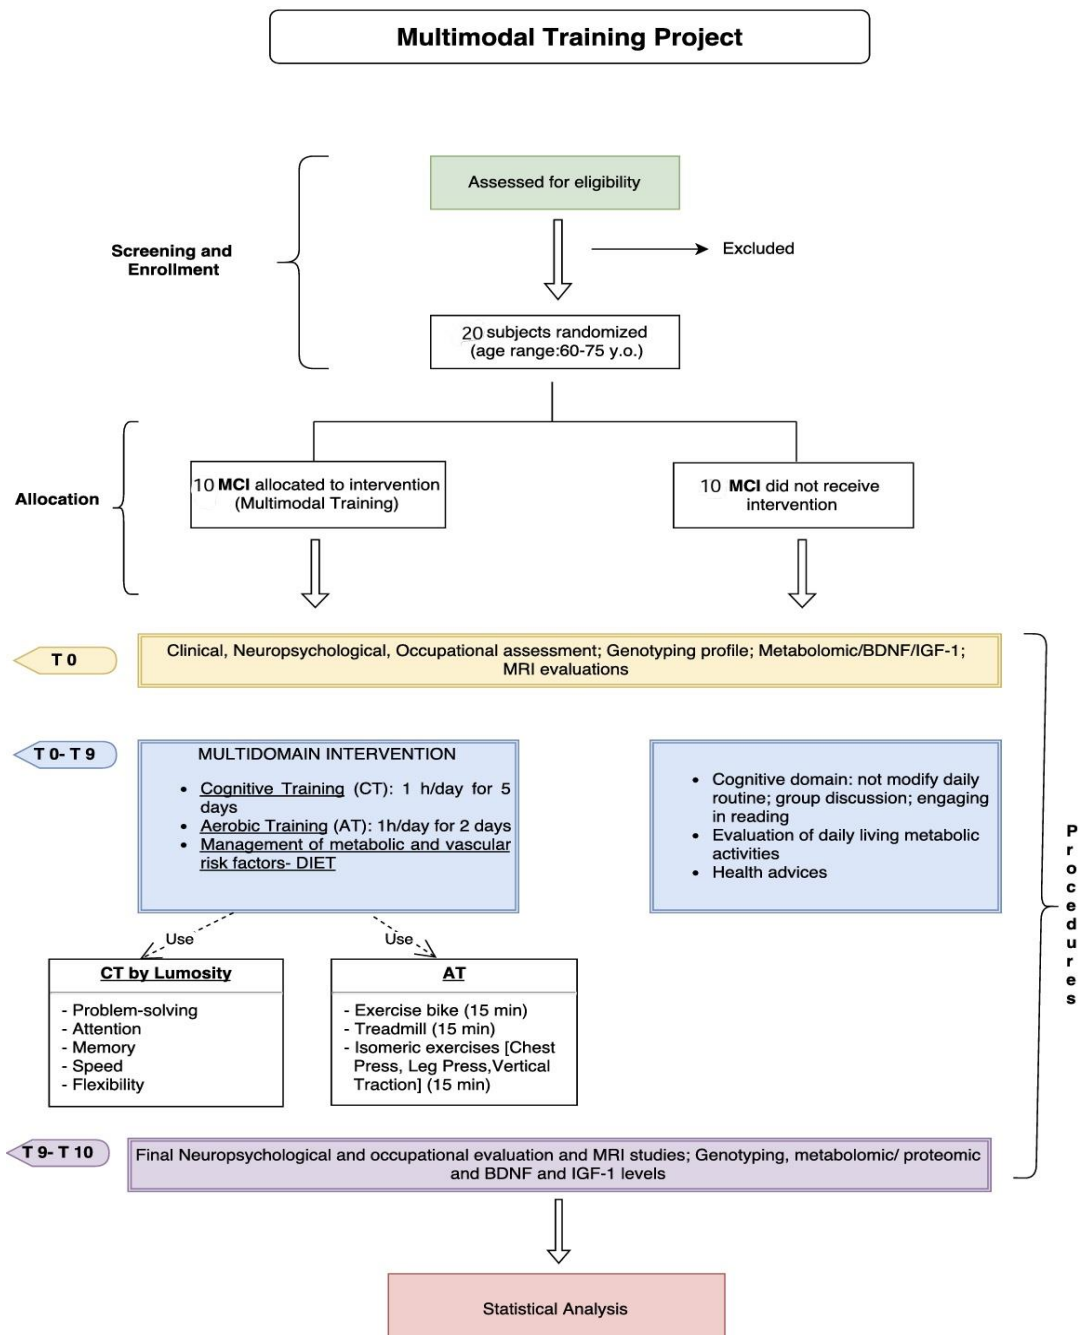 Multimodal Training Project
Assessed for eligibility
Excluded
Screening and
Enrollment
20 subjects randomized
(age range:60-75 y.o.)
Allocation
10 MCI allocated to intervention
(Multimodal Training)
10 MCI did not receive
intervention
T 0
Clinical, Neuropsychological, Occupational assessment; Genotyping profile; Metabolomic/BDNF/IGF-1;
MRI evaluations
T 0- T 9
MULTIDOMAIN INTERVENTION
• Cognitive Training (CT): 1 h/day for 5
days
• Aerobic Training (AT): 1h/day for 2 days
• Management of metabolic and vascular
risk factors- DIET
• Cognitive domain: not modify daily
routine; group discussion; engaging
in reading
• Evaluation of daily living metabolic
activities
• Health advices
Procedures
Use
Use
CT by Lumosity
- Problem-solving
- Attention
- Memory
- Speed
- Flexibility
AT
- Exercise bike (15 min)
- Treadmill (15 min)
- Isomeric exercises [Chest
Press, Leg Press,Vertical
Traction] (15 min)
T 9- T 10
Final Neuropsychological and occupational evaluation and MRI studies; Genotyping, metabolomic/ proteomic
and BDNF and IGF-1 levels
Statistical Analysis